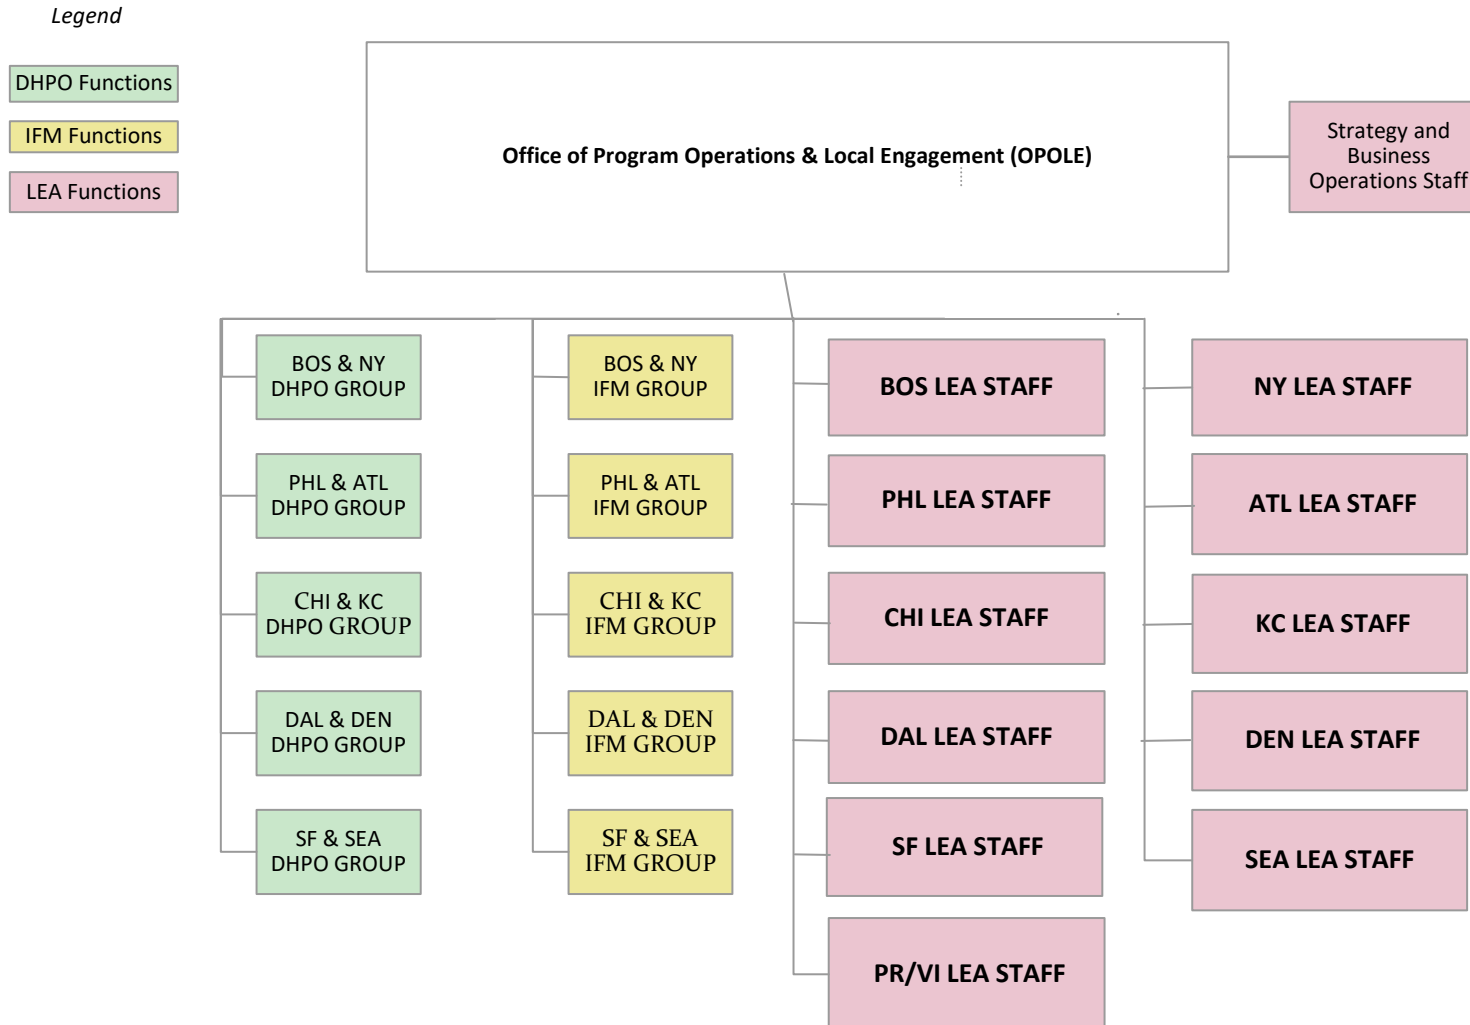 Legend
DHPO Functions
IFM Functions
LEA Functions
Office of Program Operations & Local Engagement (OPOLE)
Strategy and
Business
Operations Staff
BOS & NY
DHPO GROUP
PHL & ATL
DHPO GROUP
CHI & KC
DHPO GROUP
DAL & DEN
DHPO GROUP
SF & SEA
DHPO GROUP
BOS & NY
IFM GROUP
PHL & ATL
IFM GROUP
CHI & KC
IFM GROUP
DAL & DEN
IFM GROUP
SF & SEA
IFM GROUP
BOS LEA STAFF
PHL LEA STAFF
CHI LEA STAFF
DAL LEA STAFF
SF LEA STAFF
PR/VI LEA STAFF
NY LEA STAFF
ATL LEA STAFF
KC LEA STAFF
DEN LEA STAFF
SEA LEA STAFF